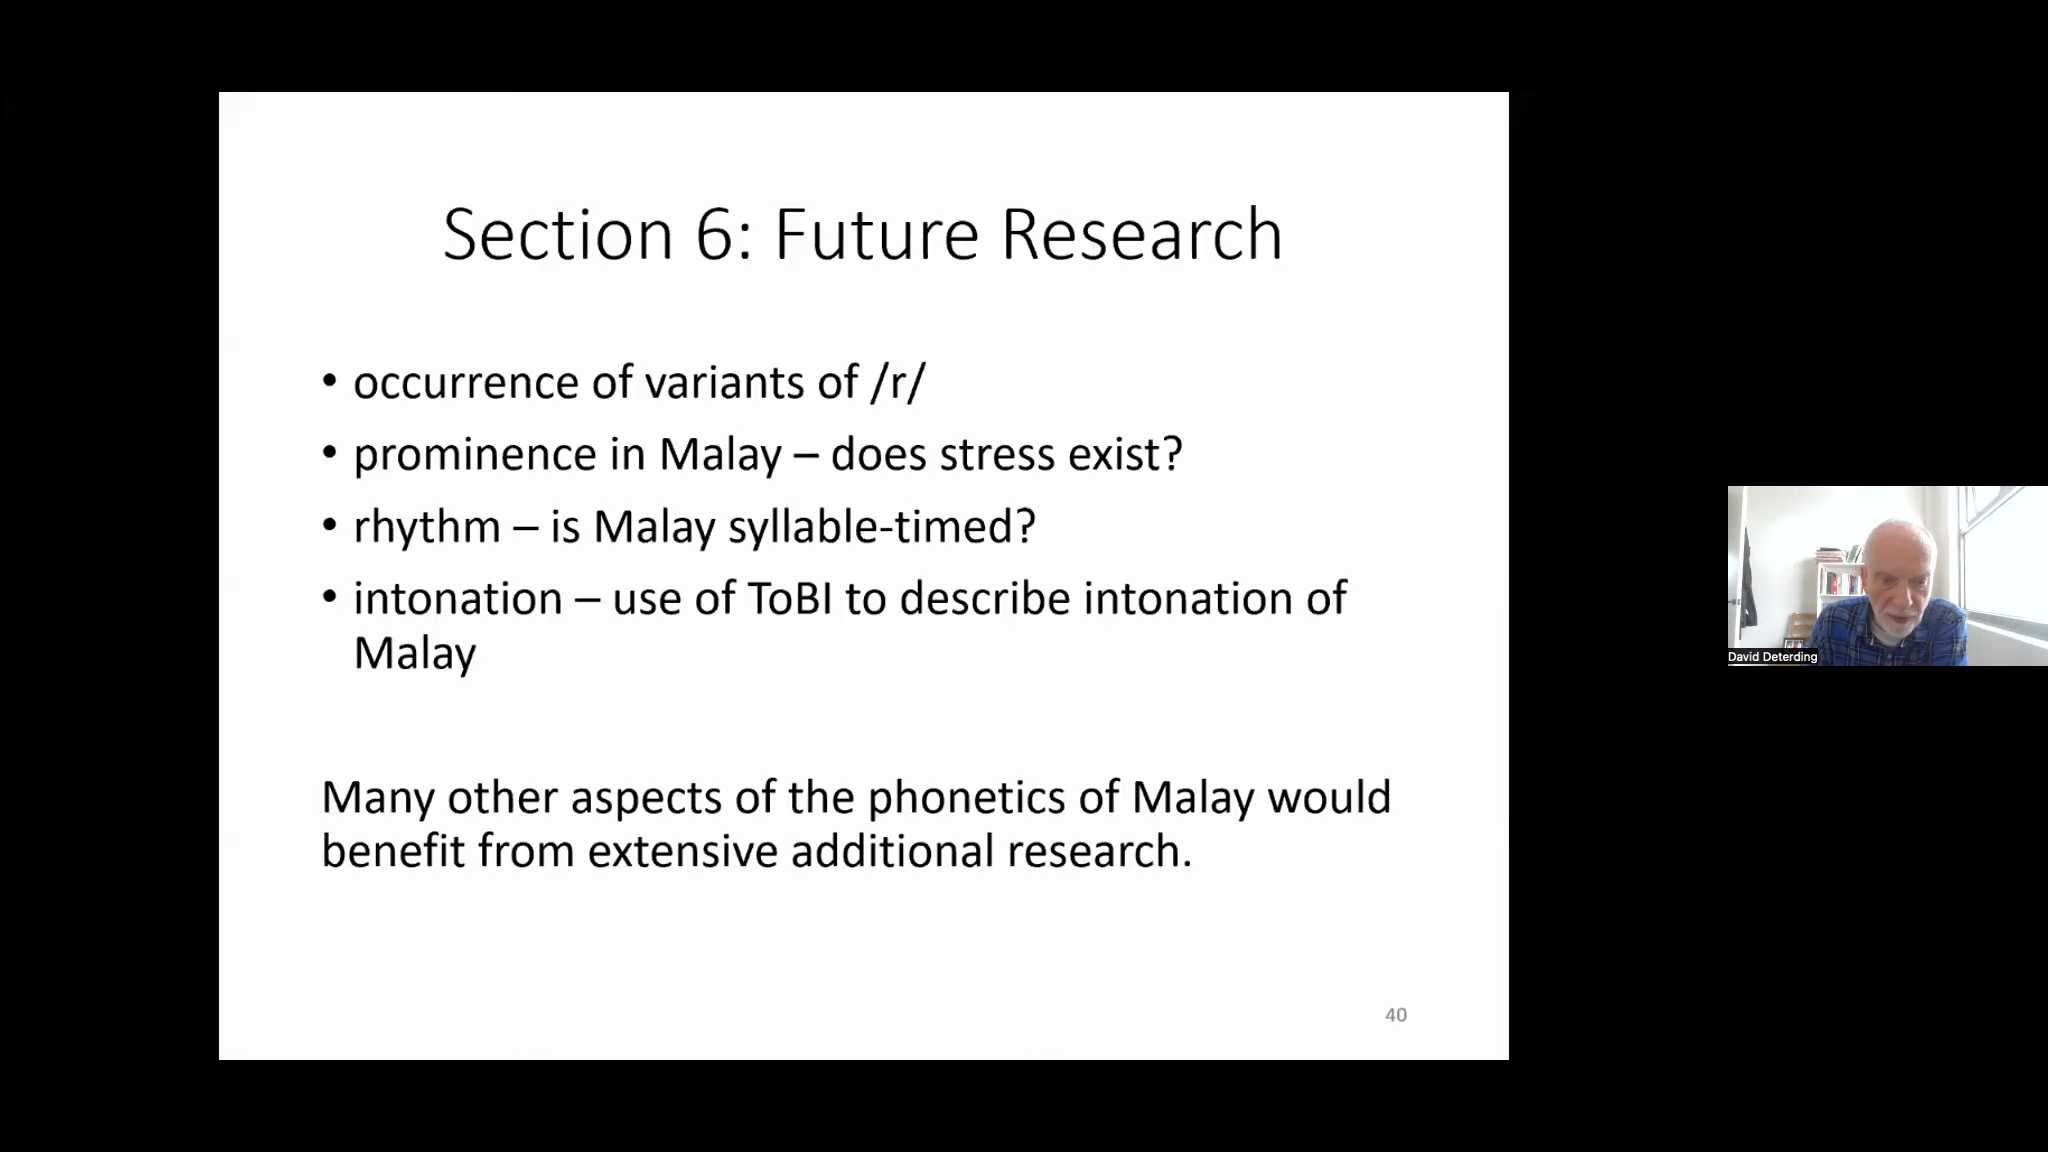 Section 6: Future Research
• occurrence of variants of /r/
• prominence in Malay – does stress exist?
• rhythm – is Malay syllable-timed?
• intonation – use of ToBI to describe intonation of
Malay
Many other aspects of the phonetics of Malay would
benefit from extensive additional research.
40
David Deterding